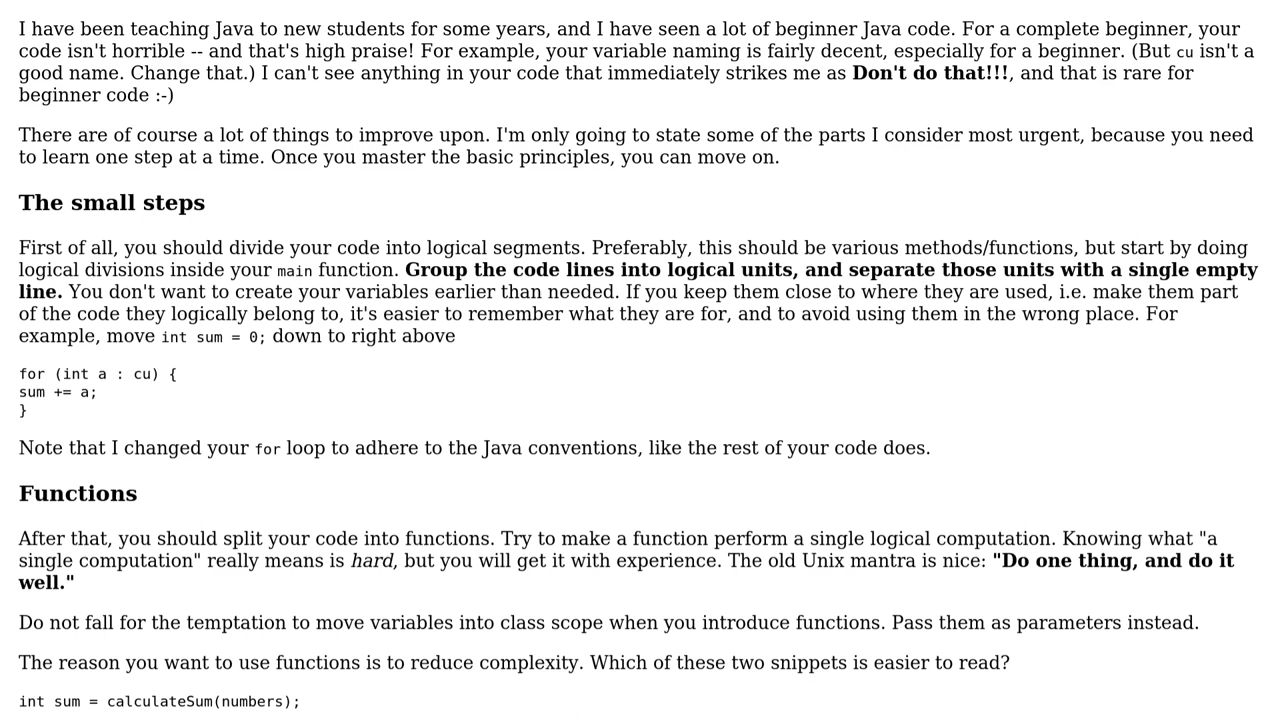 I have been teaching Java to new students for some years, and I have seen a lot of beginner Java code. For a complete beginner, your
code isn't horrible -- and that's high praise! For example, your variable naming is fairly decent, especially for a beginner. (But cu isn't a
good name. Change that.) I can't see anything in your code that immediately strikes me as Don't do that!!!, and that is rare for
beginner code :-)
There are of course a lot of things to improve upon. I'm only going to state some of the parts I consider most urgent, because you need
to learn one step at a time. Once you master the basic principles, you can move on.
The small steps
First of all, you should divide your code into logical segments. Preferably, this should be various methods/functions, but start by doing
logical divisions inside your main function. Group the code lines into logical units, and separate those units with a single empty
line. You don't want to create your variables earlier than needed. If you keep them close to where they are used, i.e. make them part
of the code they logically belong to, it's easier to remember what they are for, and to avoid using them in the wrong place. For
example, move int sum = 0; down to right above
for (int a : cu) {
sum += a;
}
Note that I changed your for loop to adhere to the Java conventions, like the rest of your code does.
Functions
After that, you should split your code into functions. Try to make a function perform a single logical computation. Knowing what "a
single computation" really means is hard, but you will get it with experience. The old Unix mantra is nice: "Do one thing, and do it
well."
Do not fall for the temptation to move variables into class scope when you introduce functions. Pass them as parameters instead.
The reason you want to use functions is to reduce complexity. Which of these two snippets is easier to read?
int sum = calculateSum(numbers);